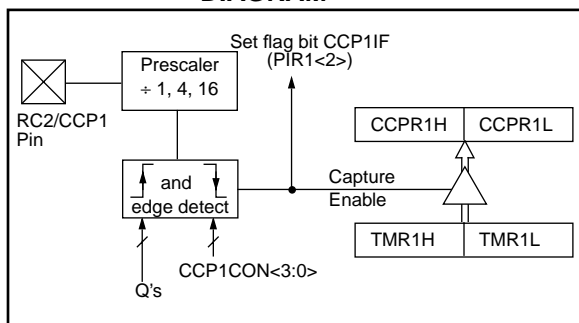 Set flag bit CCP1IF
(PIR1<2>)
Prescaler
÷ 1, 4, 16
RC2/CCP1
Pin
CCPR1H
CCPR1L
and
edge detect
Capture
Enable
TMR1H
TMR1L
CCP1CON<3:0>
Q's